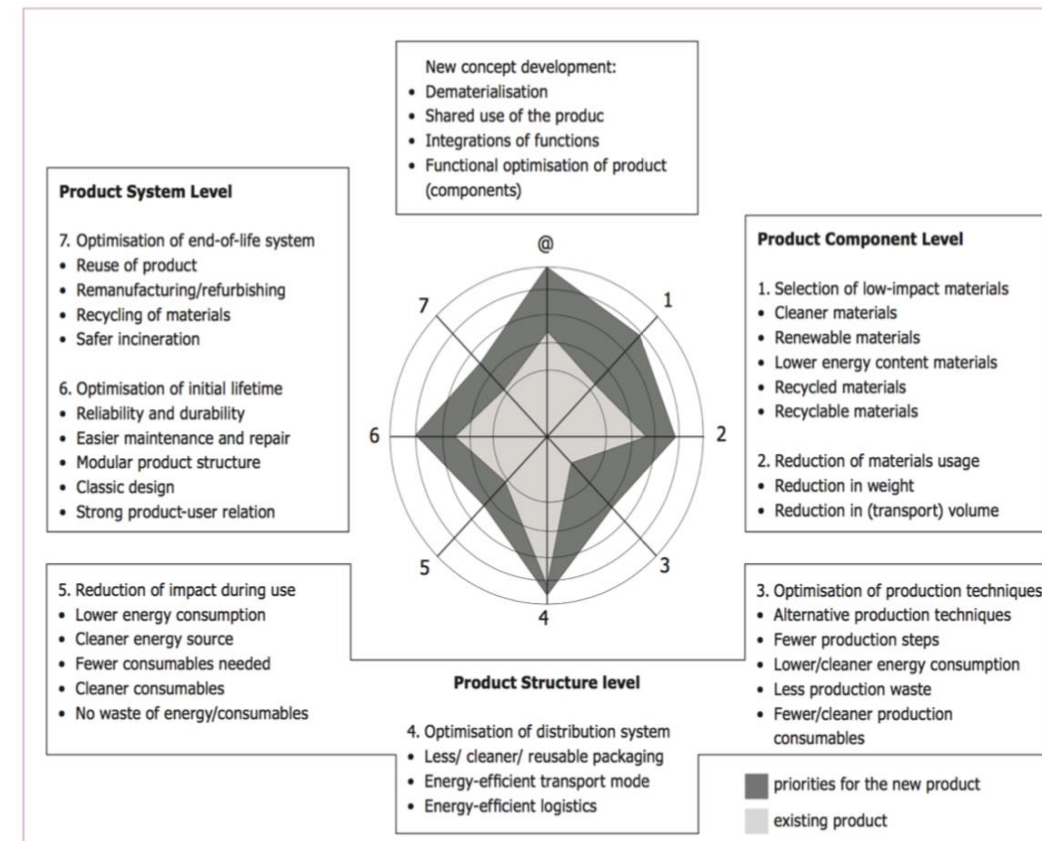 New concept development:
• Dematerialisation
• Shared use of the produc
• Integrations of functions
• Functional optimisation of product
(components)
Product System Level
7. Optimisation of end-of-life system
• Reuse of product
• Remanufacturing/refurbishing
• Recycling of materials
• Safer incineration
6. Optimisation of initial lifetime
• Reliability and durability
• Easier maintenance and repair
• Modular product structure
• Classic design
• Strong product-user relation
@
1
2
3
4
5
6
7
Product Component Level
1. Selection of low-impact materials
• Cleaner materials
• Renewable materials
• Lower energy content materials
• Recycled materials
• Recyclable materials
2. Reduction of materials usage
• Reduction in weight
• Reduction in (transport) volume
5. Reduction of impact during use
• Lower energy consumption
• Cleaner energy source
• Fewer consumables needed
• Cleaner consumables
• No waste of energy/consumables
Product Structure level
4. Optimisation of distribution system
• Less/ cleaner/ reusable packaging
• Energy-efficient transport mode
• Energy-efficient logistics
3. Optimisation of production techniques
• Alternative production techniques
• Fewer production steps
• Lower/cleaner energy consumption
• Less production waste
• Fewer/cleaner production
consumables
priorities for the new product
existing product